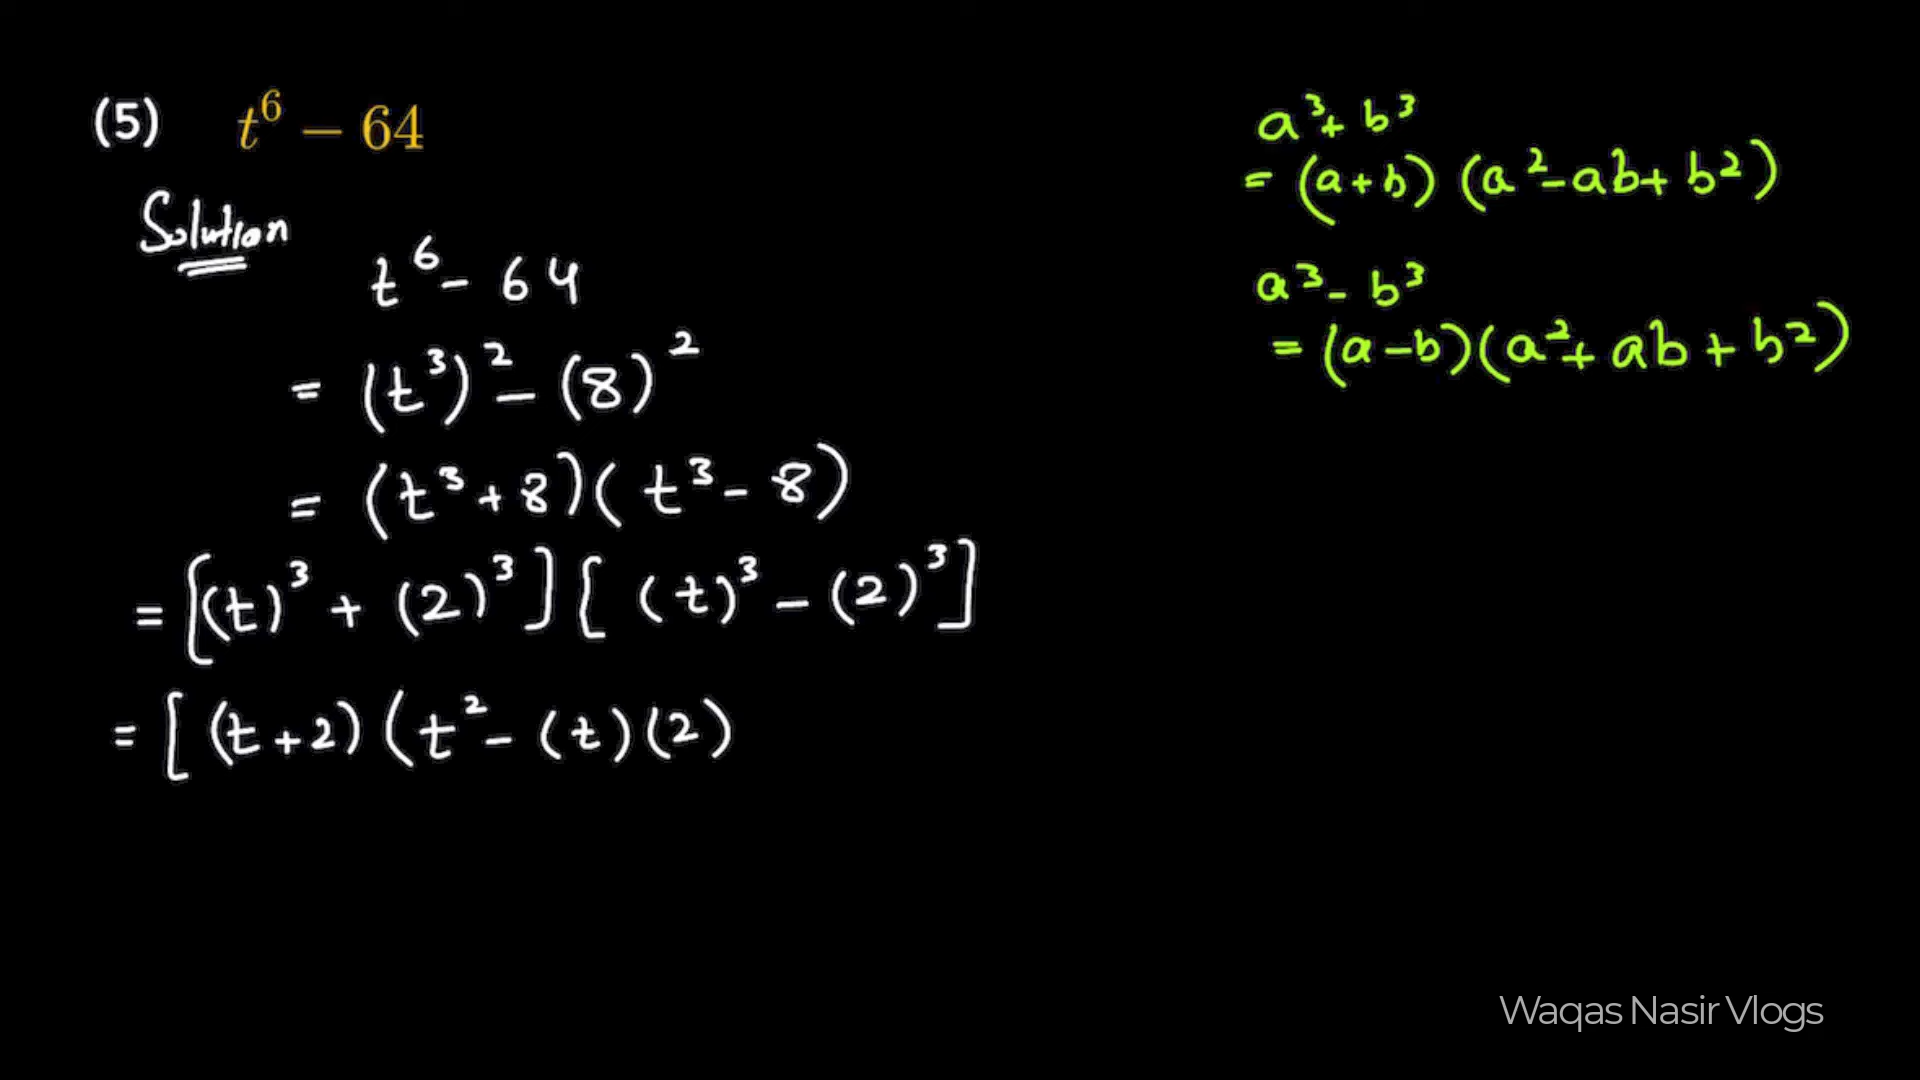 (5) t⁶ − 64
Solution
t⁶ - 64
= (t³)² - (8)²
= (t³ + 8)(t³ - 8)
= [(t)³ + (2)³][(t)³ - (2)³]
= [(t+2)(t² - (t)(2)
a³ + b³
= (a+b)(a² - ab + b²)
a³ - b³
= (a-b)(a² + ab + b²)
Waqas Nasir Vlogs